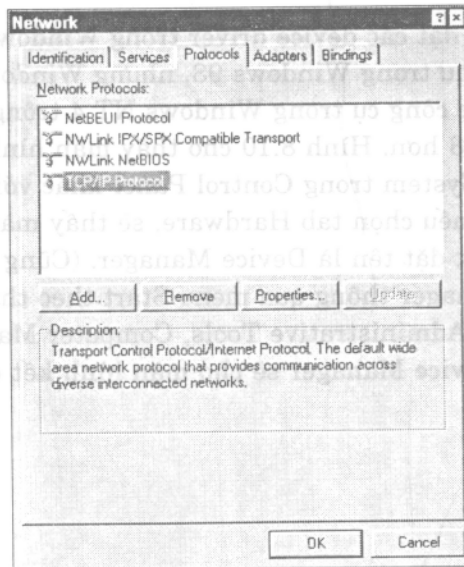 Network
Identification Services Protocols Adapters Bindings
Network Protocols:
NetBEUI Protocol
NWLink IPX/SPX Compatible Transport
NWLink NetBIOS
TCP/IP Protocol
Add... Remove Properties... Update...
Description:
Transport Control Protocol/Internet Protocol. The default wide
area network protocol that provides communication across
diverse interconnected networks.
OK Cancel